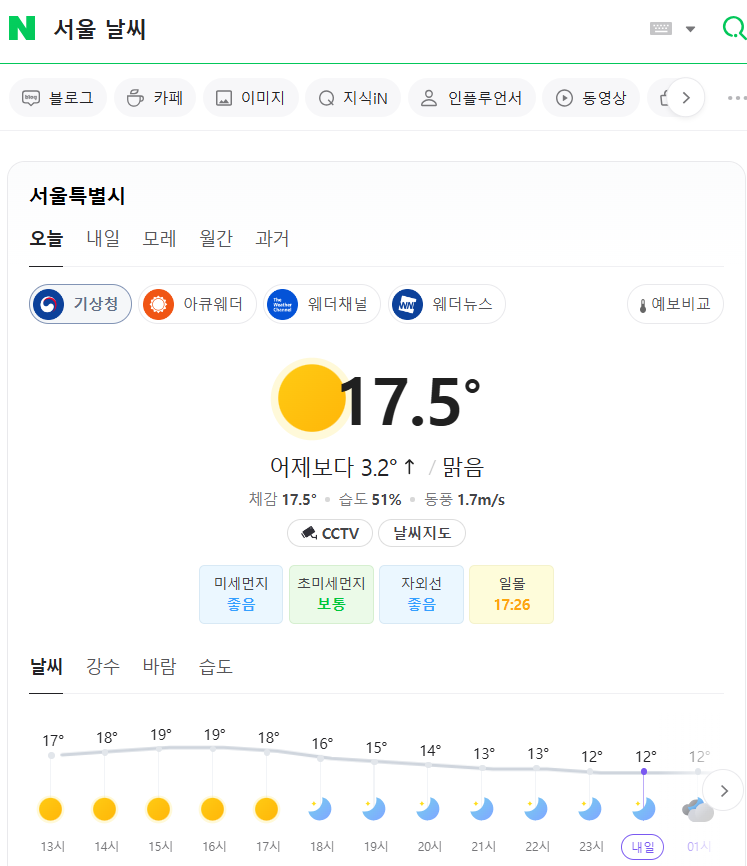 N 서울 날씨
블로그 카페 이미지 지식iN 인플루언서 동영상
서울특별시
오늘 내일 모레 월간 과거
기상청 아큐웨더 The Weather Channel 웨더채널 WNI 웨더뉴스 예보비교
17.5°
어제보다 3.2° ↑ / 맑음
체감 17.5° 습도 51% 동풍 1.7m/s
CCTV 날씨지도
미세먼지 초미세먼지 자외선 일몰
좋음 보통 좋음 17:26
날씨 강수 바람 습도
17° 18° 19° 19° 18° 16° 15° 14° 13° 13° 12° 12° 12°
13시 14시 15시 16시 17시 18시 19시 20시 21시 22시 23시 내일 01시